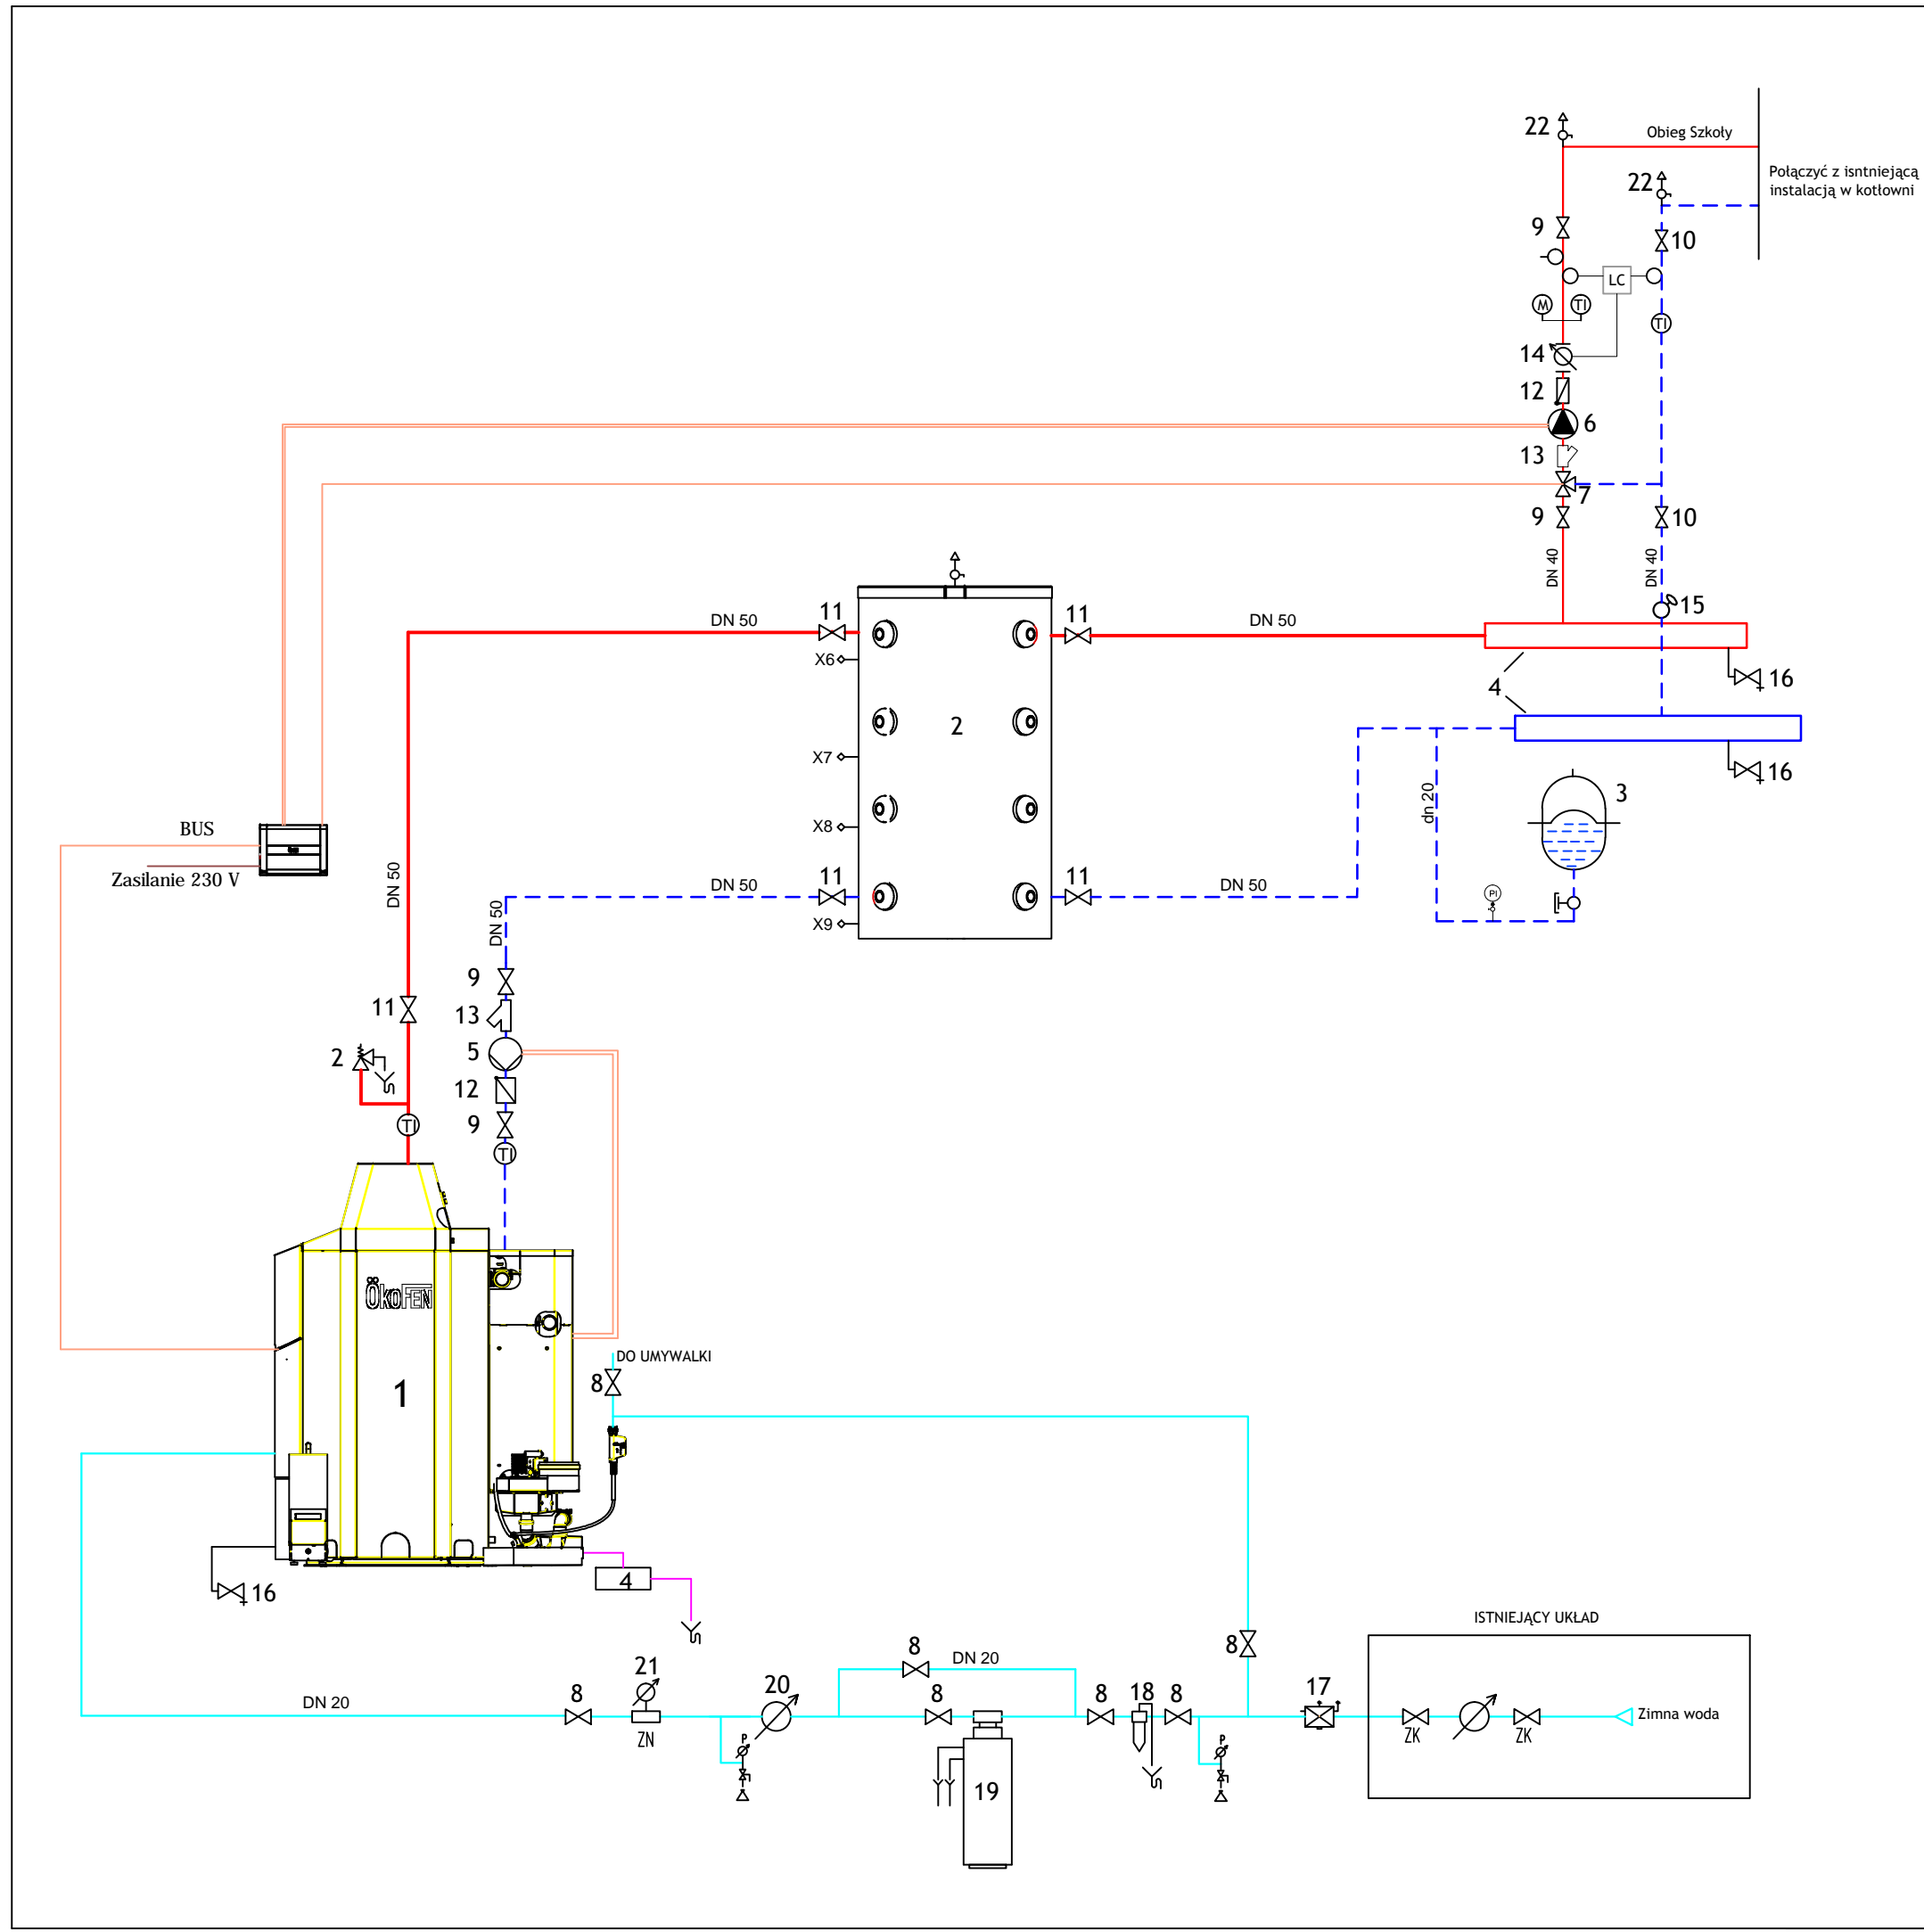 22
Obieg Szkoły
Połączyć z isntniejącą
instalacją w kotłowni
22
9
10
LC
M
TI
TI
14
12
6
13
7
9
10
DN 40
DN 40
15
DN 50
11
11
DN 50
X6
16
4
2
X7
16
3
dn 20
X8
BUS
Zasilanie 230 V
DN 50
DN 50
11
11
DN 50
PI
X9
DN 50
9
11
13
2
5
12
TI
9
TI
ÖkoFEN
DO UMYWALKI
8
1
4
16
ISTNIEJĄCY UKŁAD
8
8
DN 20
21
20
DN 20
8
8
8
18
8
17
Zimna woda
ZN
ZK
ZK
P
P
19